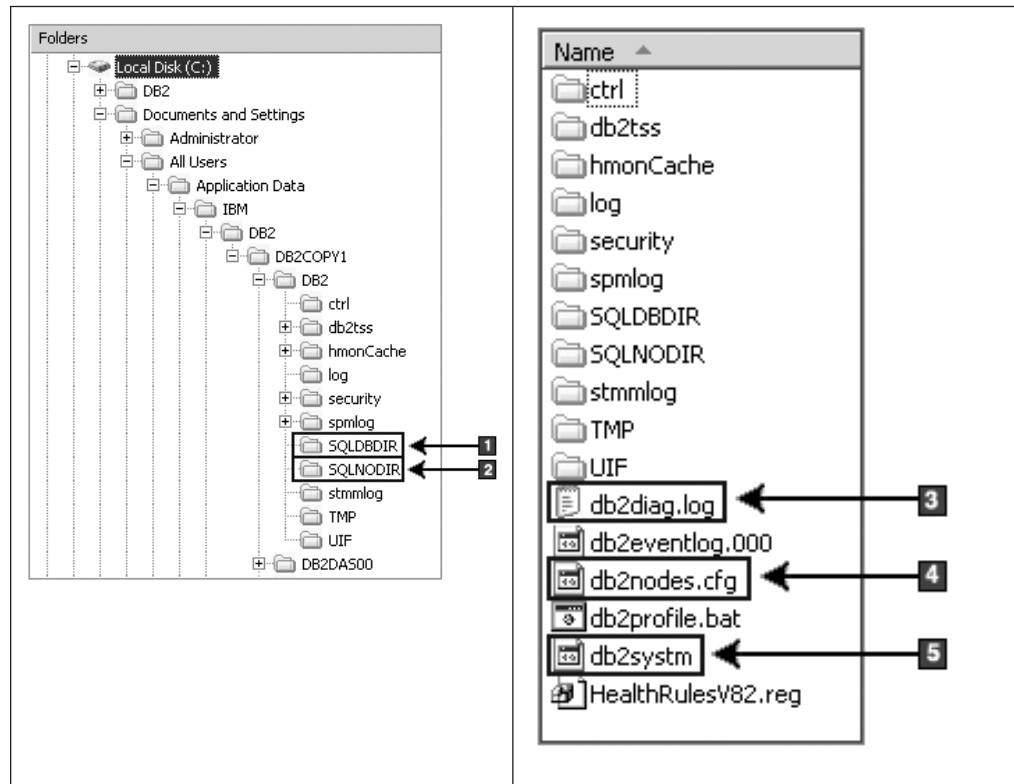 Folders
Local Disk (C:)
DB2
Documents and Settings
Administrator
All Users
Application Data
IBM
DB2
DB2COPY1
DB2
ctrl
db2tss
hmonCache
log
security
spmlog
SQLDBDIR
1
SQLNODIR
2
stmmlog
TMP
UIF
DB2DAS00
Name
ctrl
db2tss
hmonCache
log
security
spmlog
SQLDBDIR
SQLNODIR
stmmlog
TMP
UIF
db2diag.log
3
db2eventlog.000
db2nodes.cfg
4
db2profile.bat
db2systm
5
HealthRulesV82.reg